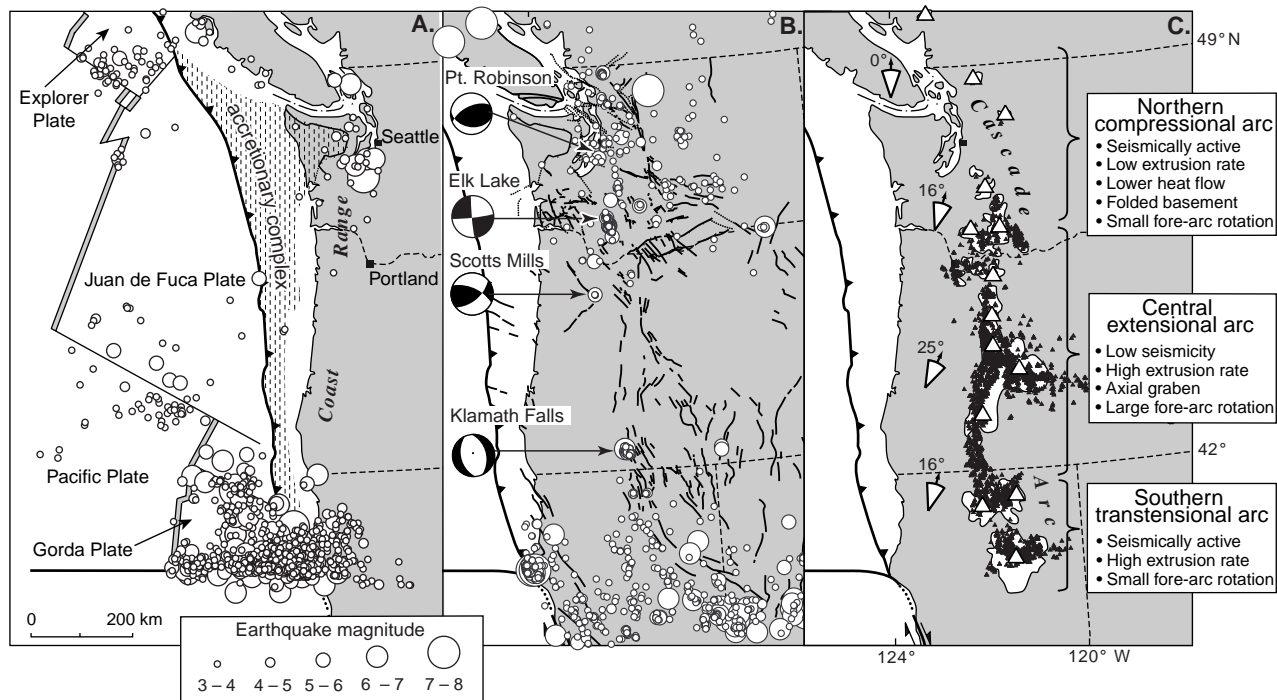 A.
Explorer
Plate
accretionary complex
Seattle
Range
Portland
Juan de Fuca Plate
Coast
Pacific Plate
Gorda Plate
0 200 km
Earthquake magnitude
3 – 4 4 – 5 5 – 6 6 – 7 7 – 8
B.
Pt. Robinson
Elk Lake
Scotts Mills
Klamath Falls
C.
49° N
0°
Cascade
16°
25°
16°
Arc
42°
124°
120° W
Northern
compressional arc
• Seismically active
• Low extrusion rate
• Lower heat flow
• Folded basement
• Small fore-arc rotation
Central
extensional arc
• Low seismicity
• High extrusion rate
• Axial graben
• Large fore-arc rotation
Southern
transtensional arc
• Seismically active
• High extrusion rate
• Small fore-arc rotation